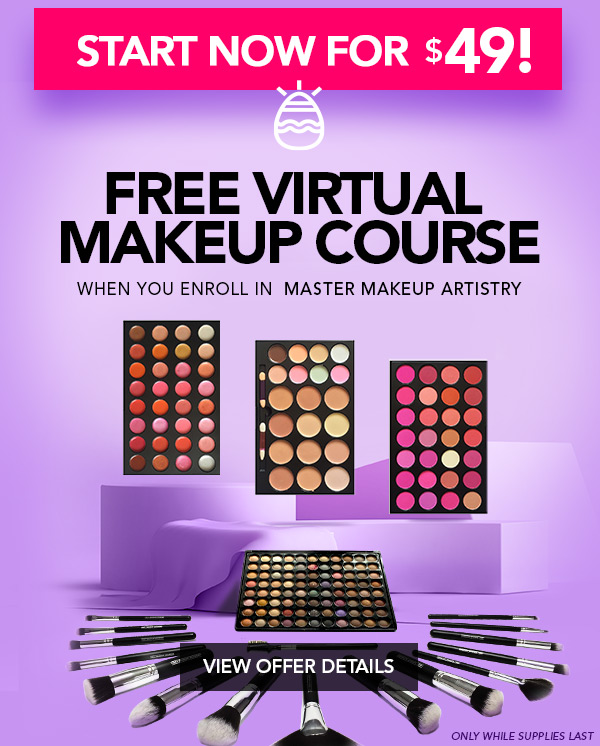 START NOW FOR $49!
FREE VIRTUAL
MAKEUP COURSE
WHEN YOU ENROLL IN MASTER MAKEUP ARTISTRY
VIEW OFFER DETAILS
ONLY WHILE SUPPLIES LAST